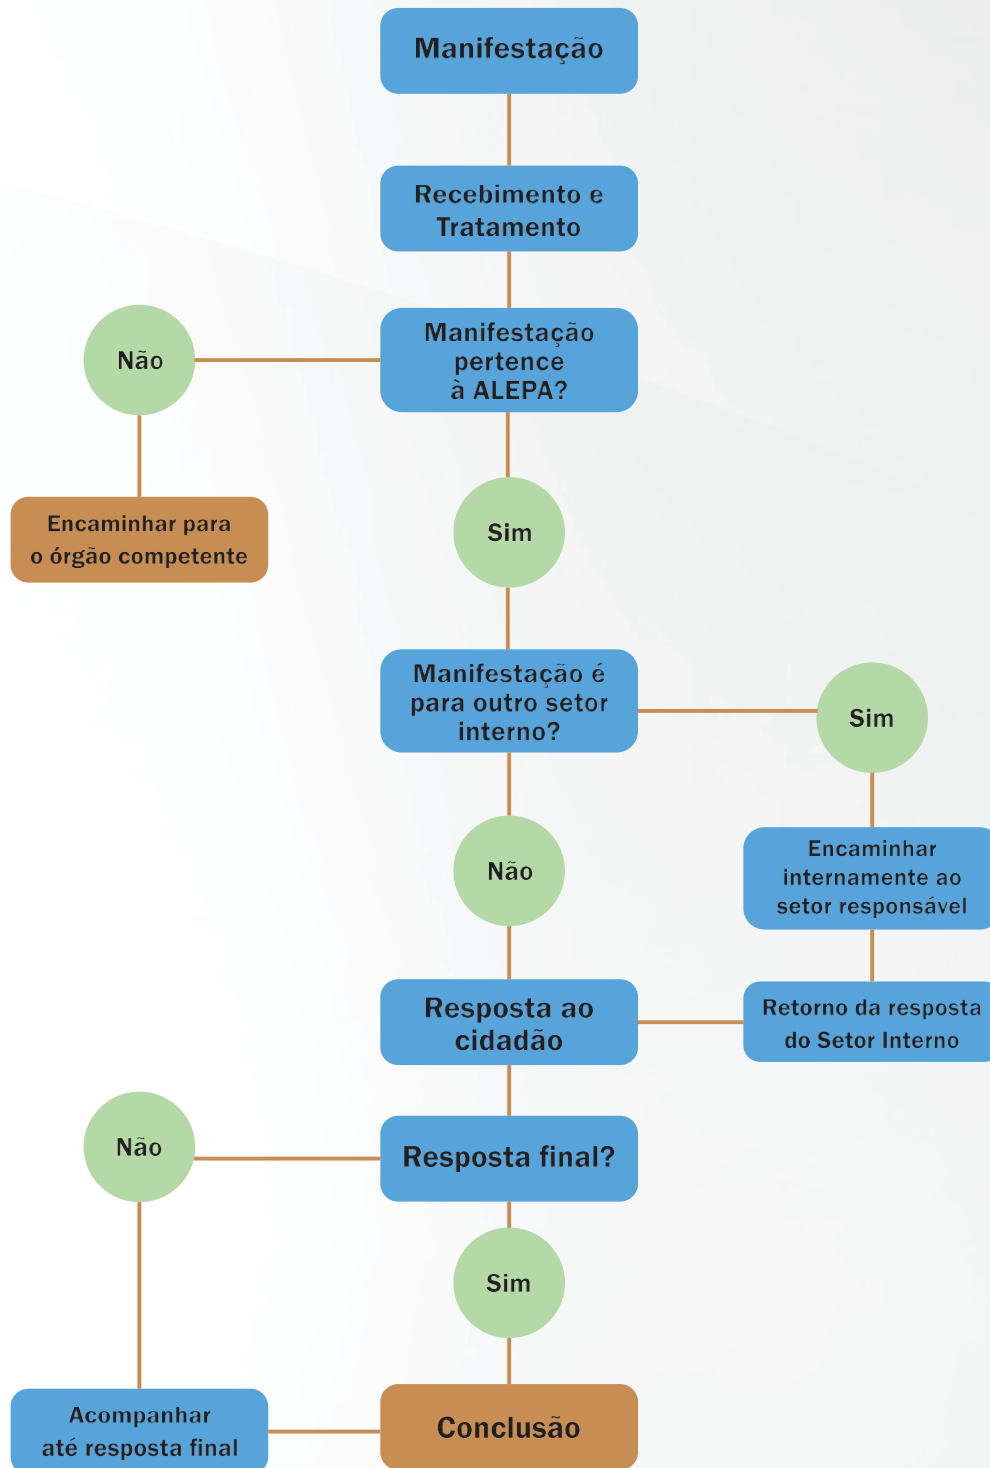 Manifestação
Recebimento e
Tratamento
Manifestação
pertence
à ALEPA?
Não
Encaminhar para
o órgão competente
Sim
Manifestação é
para outro setor
interno?
Sim
Encaminhar
internamente ao
setor responsável
Não
Resposta ao
cidadão
Retorno da resposta
do Setor Interno
Resposta final?
Não
Sim
Acompanhar
até resposta final
Conclusão